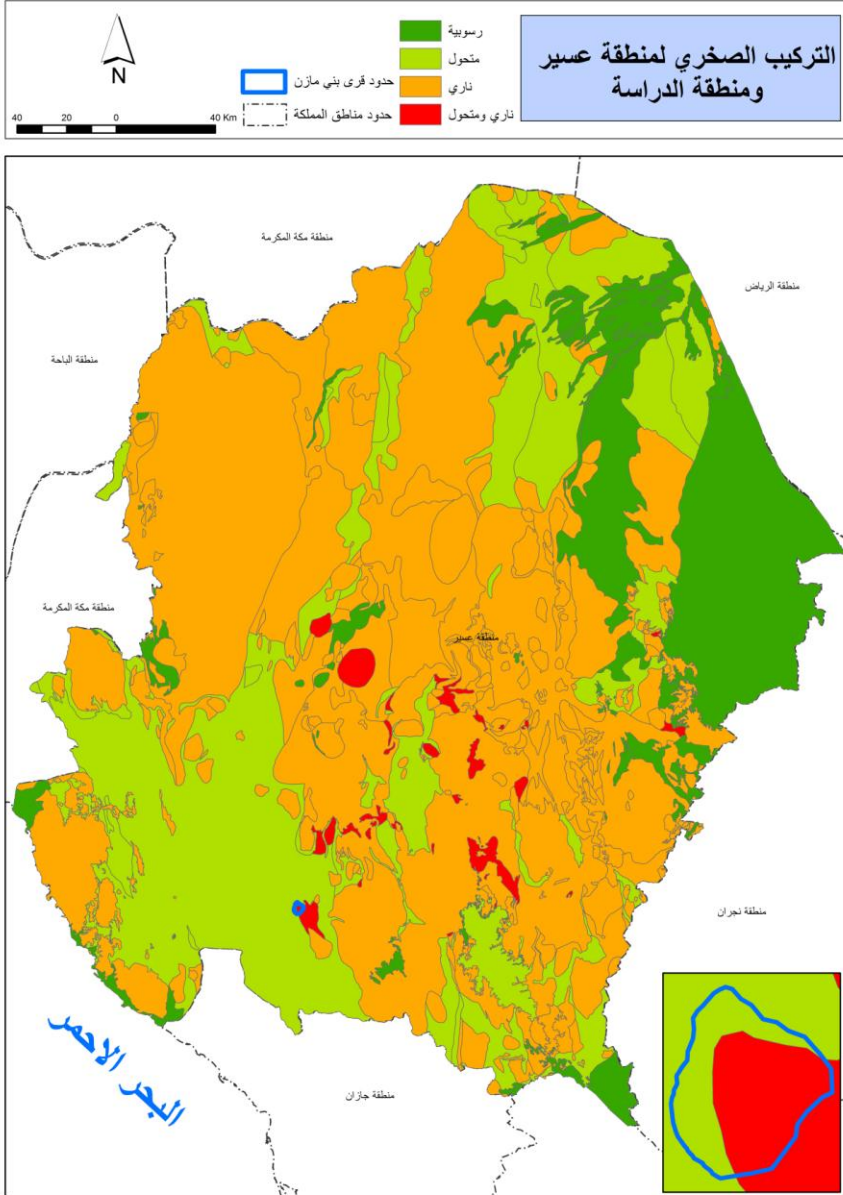 التركيب الصخري لمنطقة عسير
ومنطقة الدراسة
رسوبية
متحول
ناري
ناري ومتحول
حدود قرى بني مازن
حدود مناطق المملكة
N
40 20 0 40 Km
منطقة مكة المكرمة
منطقة الرياض
منطقة الباحة
منطقة مكة المكرمة
منطقة عسير
منطقة نجران
البحر الاحمر
منطقة جازان